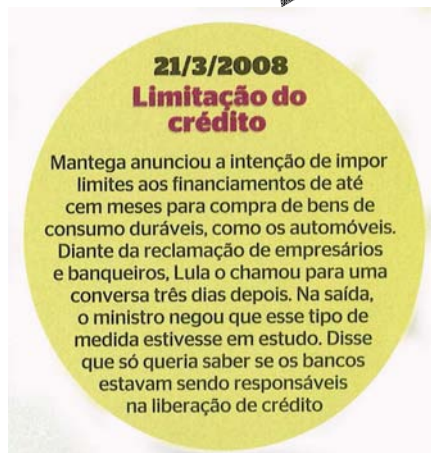 21/3/2008
Limitação do
crédito
Mantega anunciou a intenção de impor
limites aos financiamentos de até
cem meses para compra de bens de
consumo duráveis, como os automóveis.
Diante da reclamação de empresários
e banqueiros, Lula o chamou para uma
conversa três dias depois. Na saída,
o ministro negou que esse tipo de
medida estivesse em estudo. Disse
que só queria saber se os bancos
estavam sendo responsáveis
na liberação de crédito